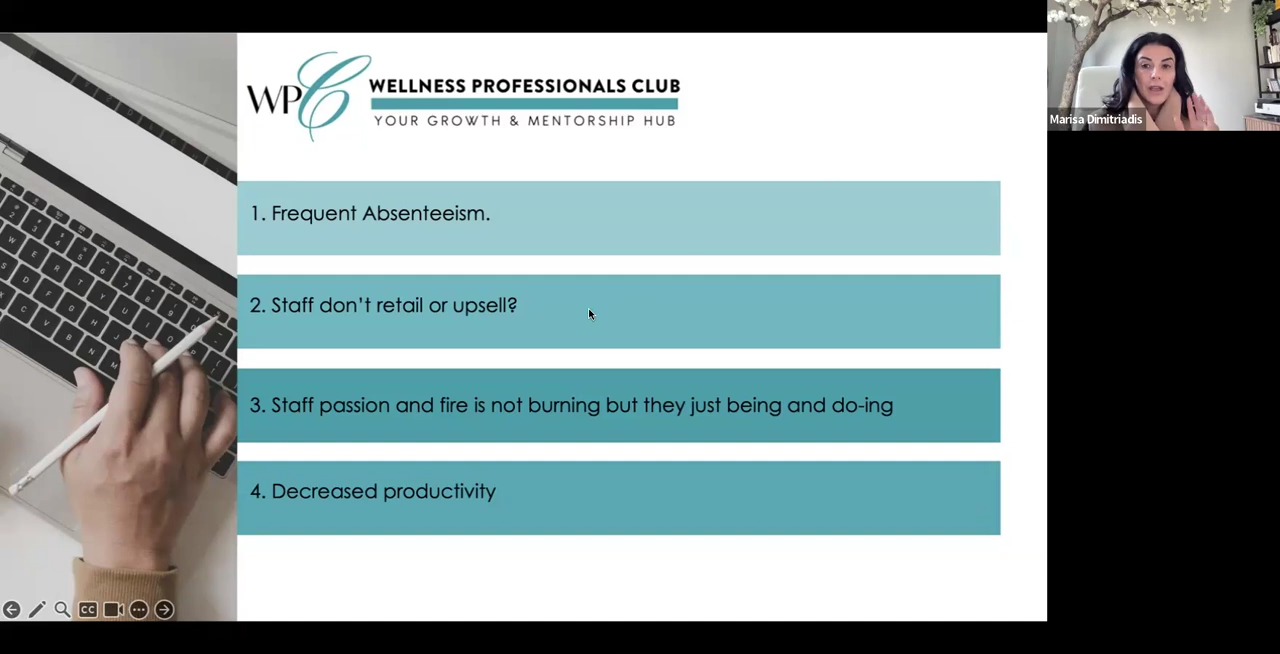 WPC WELLNESS PROFESSIONALS CLUB
YOUR GROWTH & MENTORSHIP HUB
Marisa Dimitriadis
1. Frequent Absenteeism.
2. Staff don't retail or upsell?
3. Staff passion and fire is not burning but they just being and do-ing
4. Decreased productivity
CC